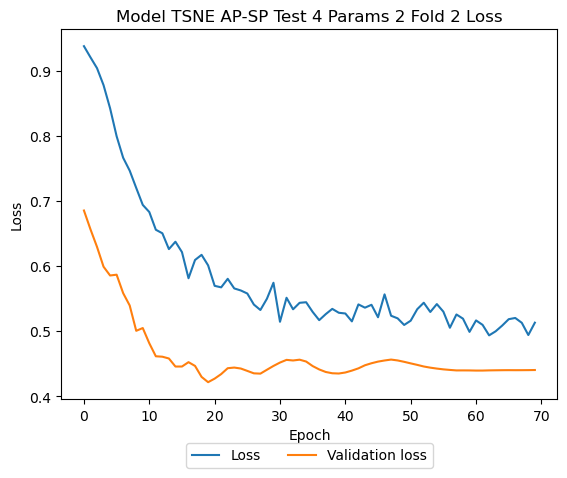 Model TSNE AP-SP Test 4 Params 2 Fold 2 Loss
0.9
0.8
0.7
0.6
0.5
0.4
Loss
0 10 20 30 40 50 60 70
Epoch
Loss Validation loss